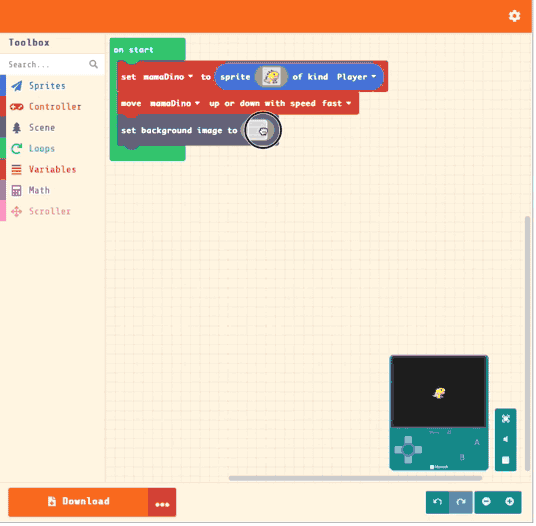 Toolbox
Search...
Sprites
Controller
Scene
Loops
Variables
Math
Scroller
on start
set mamaDino to sprite of kind Player
move mamaDino up or down with speed fast
set background image to
A
B
Microsoft
Download